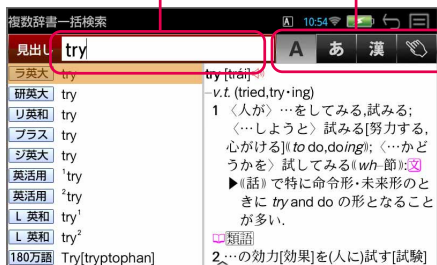 複数辞書一括検索
A 10:54
見出し try
A あ 漢
ラ英大 try
研英大 try
リ英和 try
プラス try
ジ英大 try
英活用 ¹try
英活用 ²try
L 英和 try¹
L 英和 try²
180万語 Try[tryptophan]
try [trái]
—v.t. (tried,try・ing)
1 〈人が〉…をしてみる,試みる;
〈…しようと〉試みる[努力する,
心がける]《to do,doing》;〈…かど
うかを〉試してみる《wh-節》:文
▶《話》で特に命令形・未来形のと
きに try and do の形となること
が多い.
類語
2 …の効力[効果]を(人に)試す[試験]